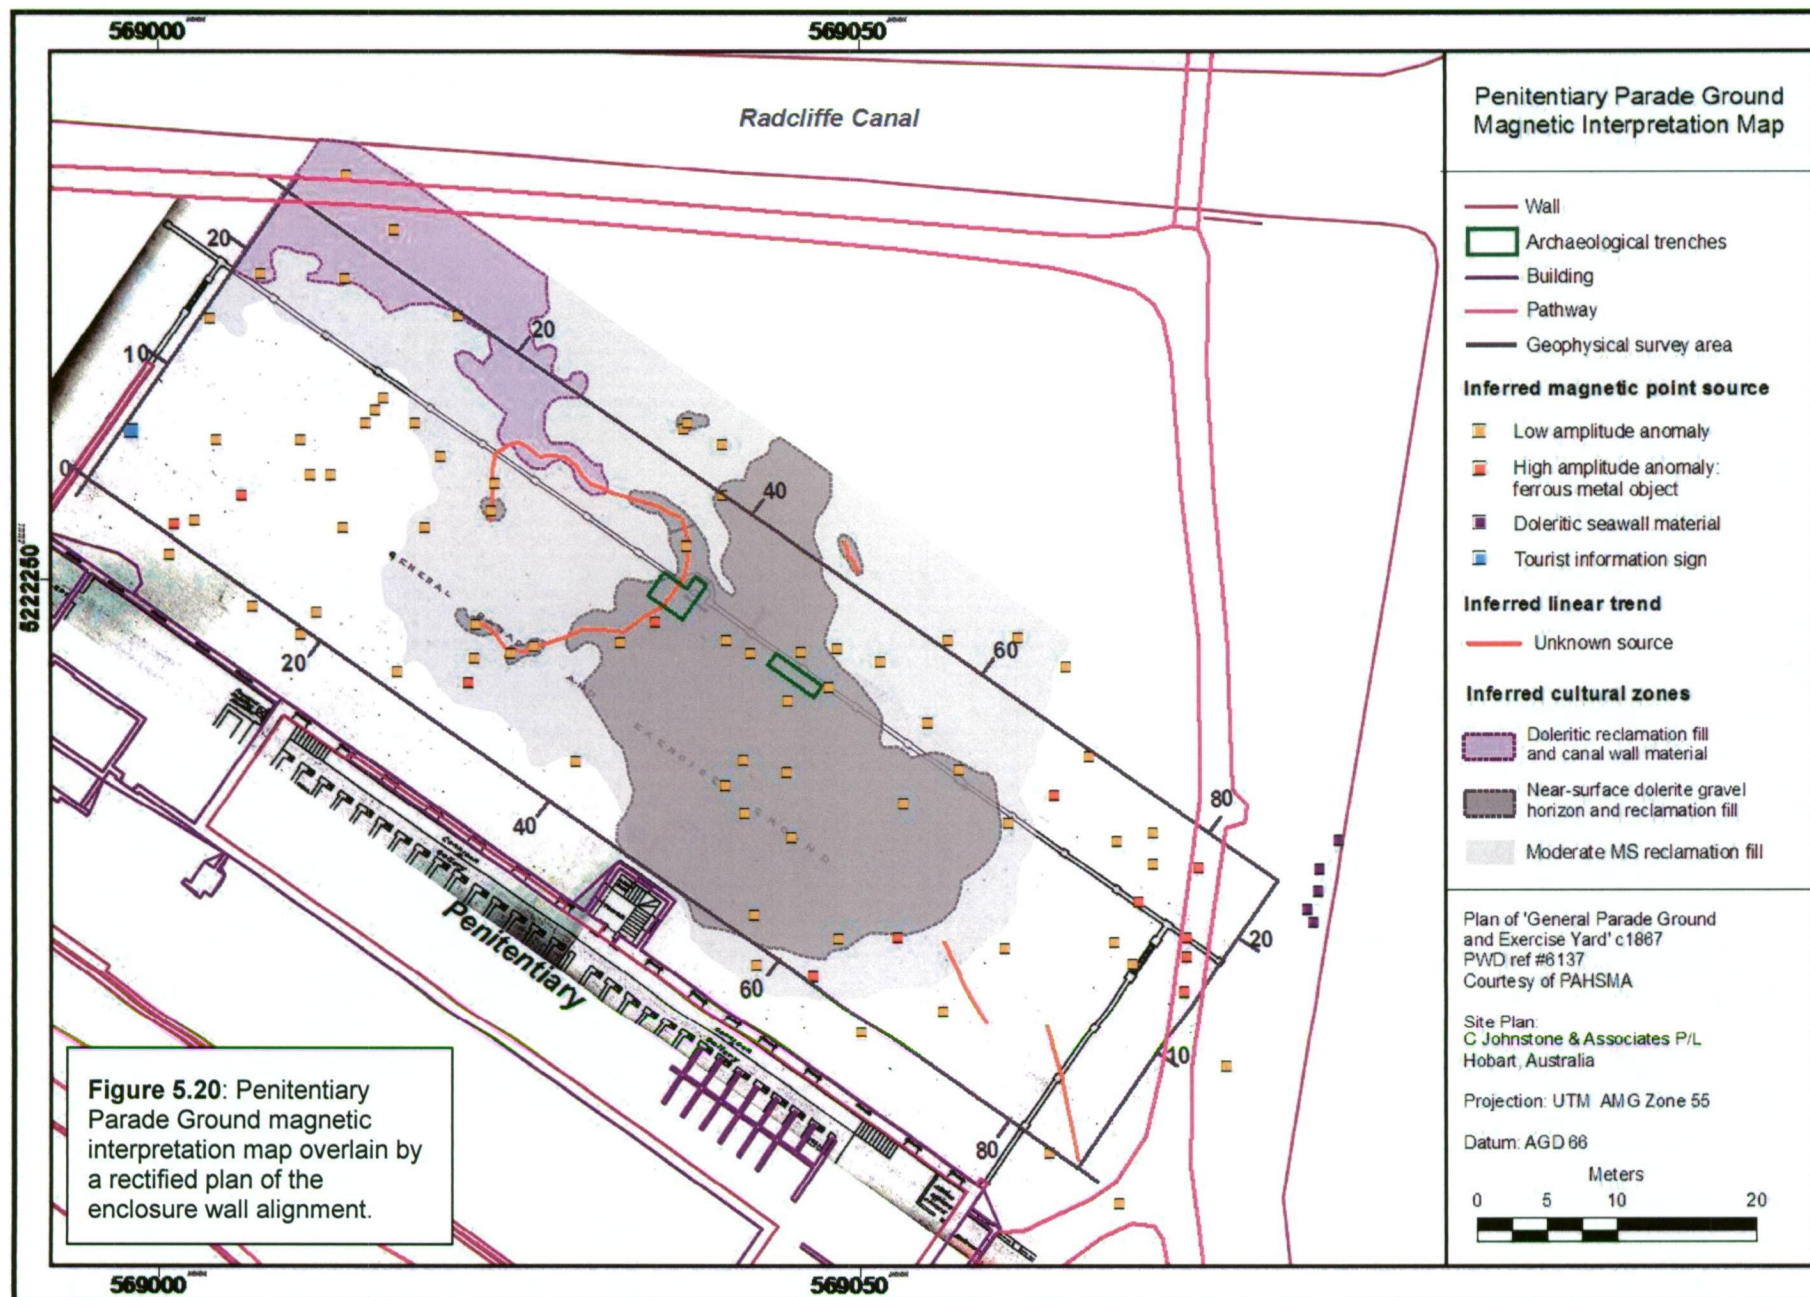 569000
569050
Radcliffe Canal
20
10
0
20
40
60
80
20
40
60
80
20
10
GENERAL
PARADE
AND
EXERCISE
GROUND
Penitentiary
5222250
Figure 5.20: Penitentiary
Parade Ground magnetic
interpretation map overlain by
a rectified plan of the
enclosure wall alignment.
569000
569050
Penitentiary Parade Ground
Magnetic Interpretation Map
Wall
Archaeological trenches
Building
Pathway
Geophysical survey area
Inferred magnetic point source
Low amplitude anomaly
High amplitude anomaly:
ferrous metal object
Doleritic seawall material
Tourist information sign
Inferred linear trend
Unknown source
Inferred cultural zones
Doleritic reclamation fill
and canal wall material
Near-surface dolerite gravel
horizon and reclamation fill
Moderate MS reclamation fill
Plan of 'General Parade Ground
and Exercise Yard' c1867
PWD ref #6137
Courtesy of PAHSMA
Site Plan:
C Johnstone & Associates P/L
Hobart, Australia
Projection: UTM AMG Zone 55
Datum: AGD 66
Meters
0 5 10 20